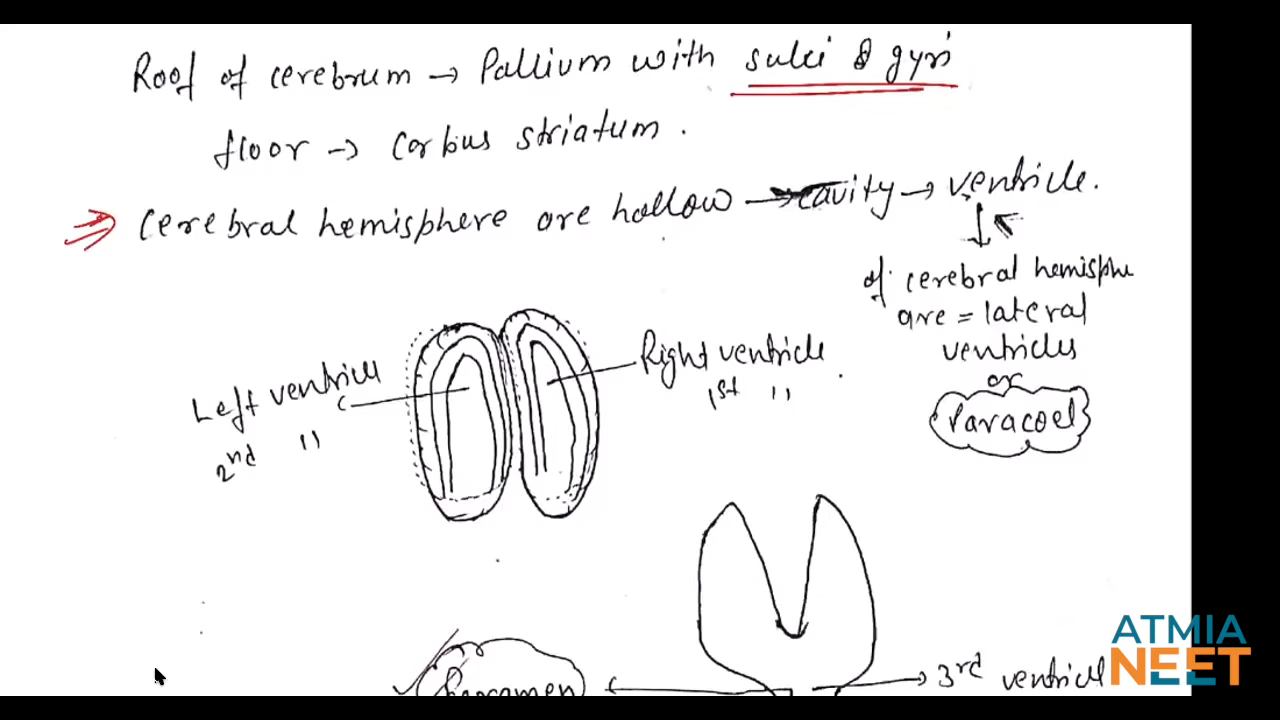 Roof of cerebrum → Pallium with sulci & gyri
floor → Corbus striatum.
⇒ Cerebral hemisphere are hollow → cavity → ventricle.
of cerebral hemisphe
are = lateral
ventricles
or
Paracoel
Left ventricle
2nd "
Right ventricle
1st "
3rd ventricle
ATMIA
NEET